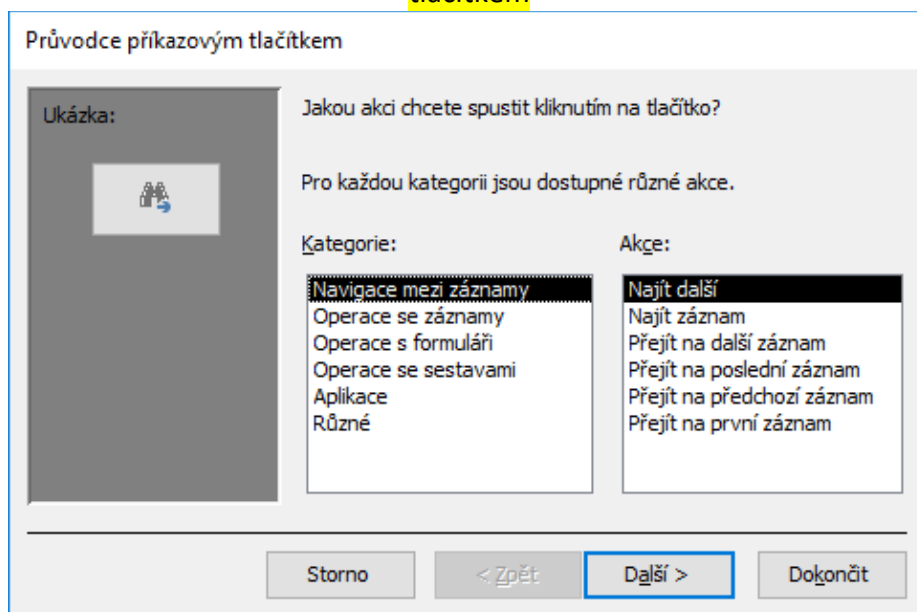 tlačítkem
Průvodce příkazovým tlačítkem
Ukázka:
Jakou akci chcete spustit kliknutím na tlačítko?
Pro každou kategorii jsou dostupné různé akce.
Kategorie:
Akce:
Navigace mezi záznamy
Operace se záznamy
Operace s formuláři
Operace se sestavami
Aplikace
Různé
Najít další
Najít záznam
Přejít na další záznam
Přejít na poslední záznam
Přejít na předchozí záznam
Přejít na první záznam
Storno
< Zpět
Další >
Dokončit